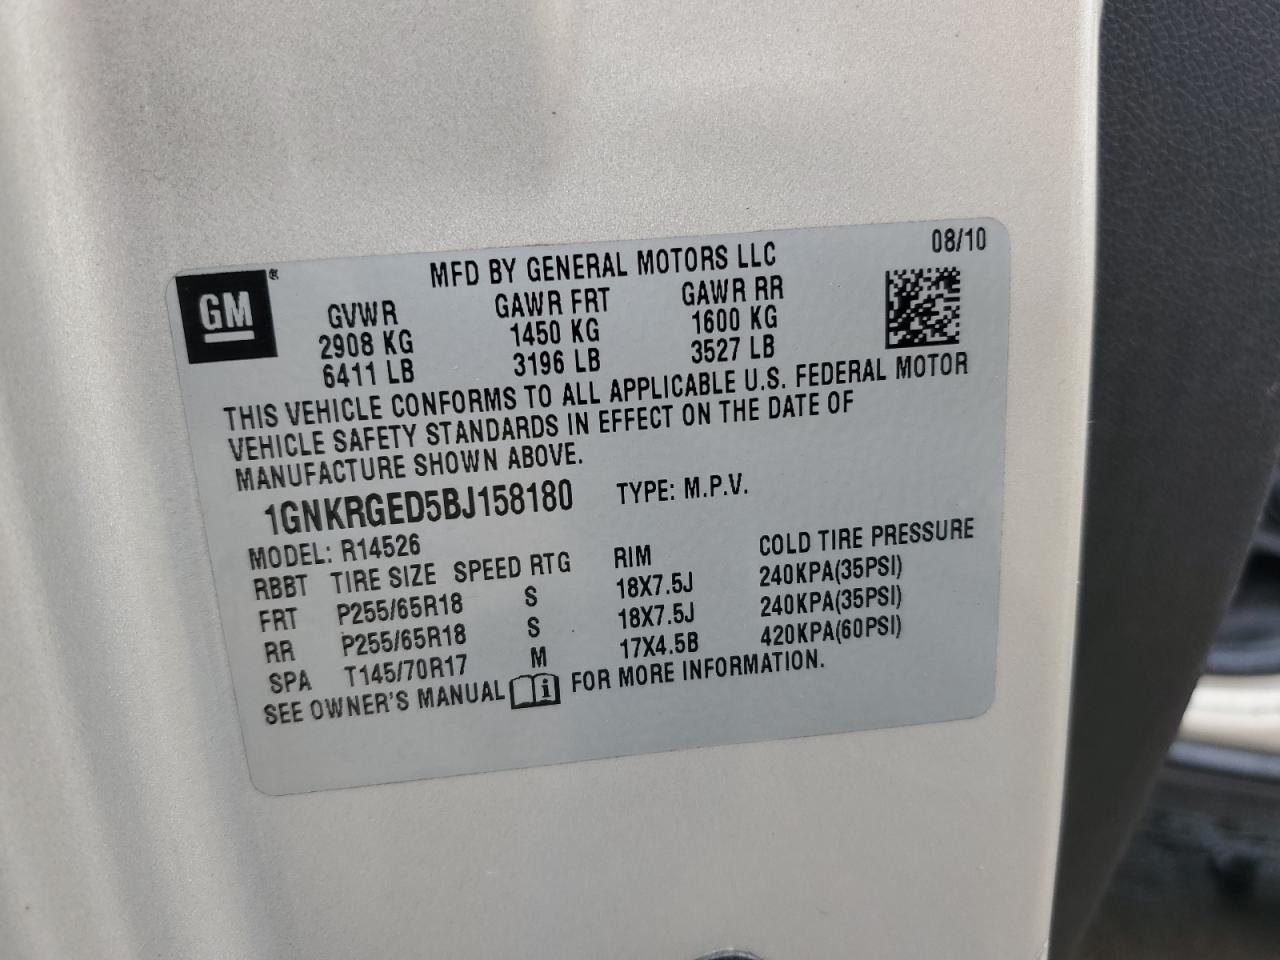 GM® MFD BY GENERAL MOTORS LLC 08/10
GVWR GAWR FRT GAWR RR
2908 KG 1450 KG 1600 KG
6411 LB 3196 LB 3527 LB
THIS VEHICLE CONFORMS TO ALL APPLICABLE U.S. FEDERAL MOTOR
VEHICLE SAFETY STANDARDS IN EFFECT ON THE DATE OF
MANUFACTURE SHOWN ABOVE.
1GNKRGED5BJ158180 TYPE: M.P.V.
MODEL: R14526
RBBT TIRE SIZE SPEED RTG RIM COLD TIRE PRESSURE
FRT P255/65R18 S 18X7.5J 240KPA(35PSI)
RR P255/65R18 S 18X7.5J 240KPA(35PSI)
SPA T145/70R17 M 17X4.5B 420KPA(60PSI)
SEE OWNER'S MANUAL i FOR MORE INFORMATION.